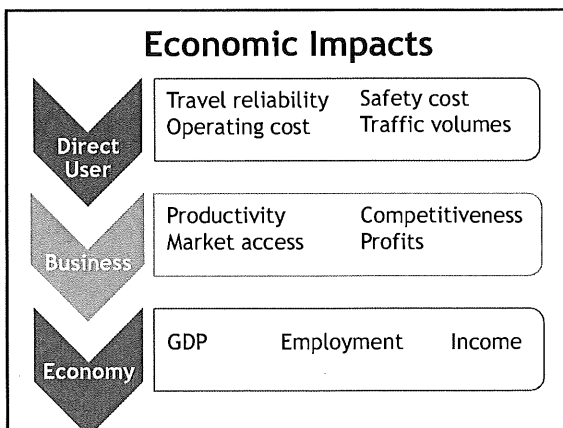 Economic Impacts
Direct
User
Travel reliability Safety cost
Operating cost Traffic volumes
Business
Productivity Competitiveness
Market access Profits
Economy
GDP Employment Income